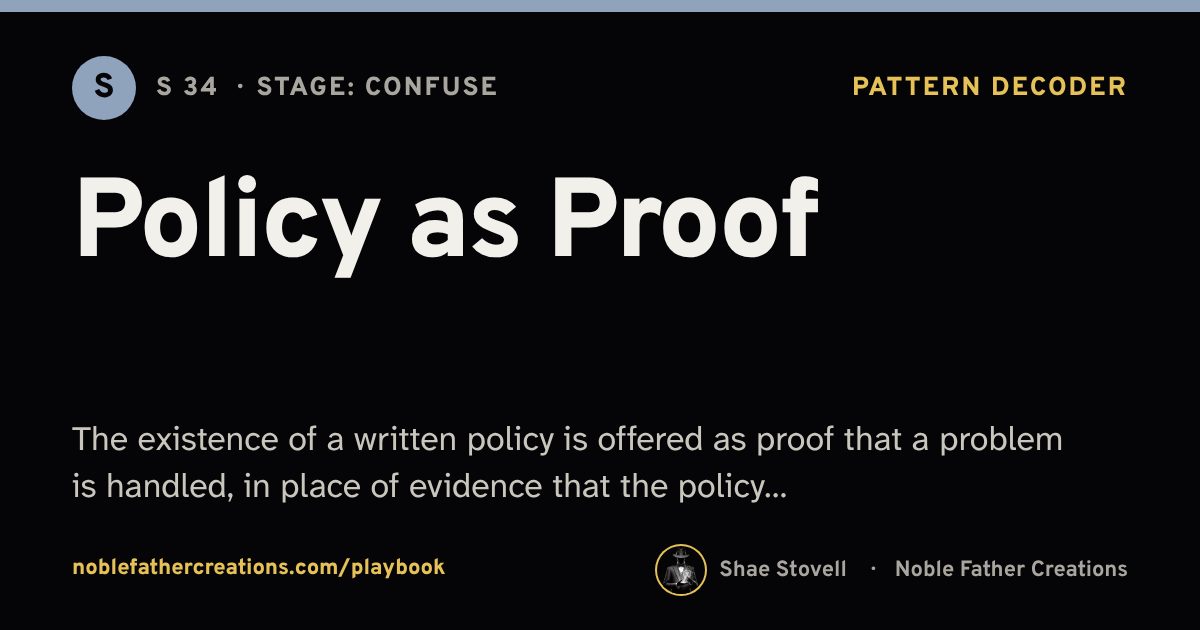 S
S 34 · STAGE: CONFUSE
PATTERN DECODER
Policy as Proof
The existence of a written policy is offered as proof that a problem
is handled, in place of evidence that the policy...
noblefathercreations.com/playbook
Shae Stovell · Noble Father Creations